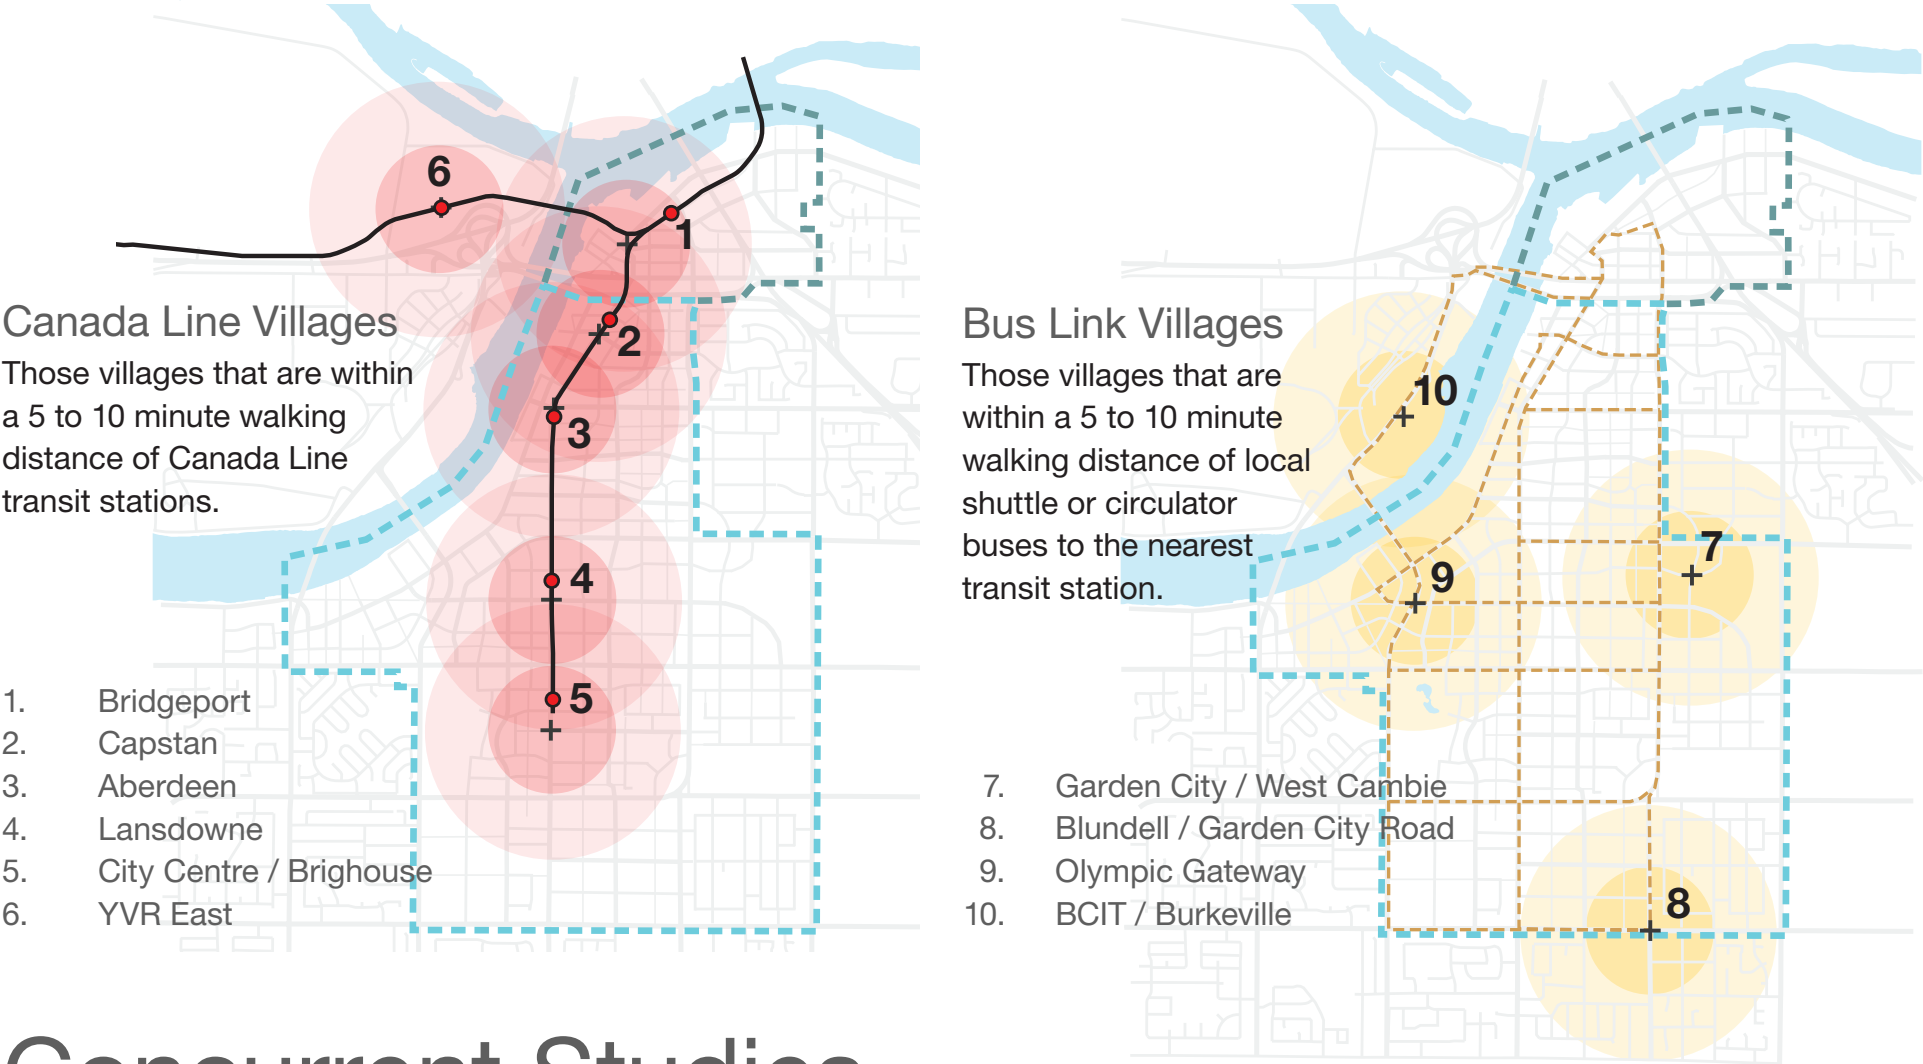 6
1
2
3
4
5
Canada Line Villages
Those villages that are within
a 5 to 10 minute walking
distance of Canada Line
transit stations.
1. Bridgeport
2. Capstan
3. Aberdeen
4. Lansdowne
5. City Centre / Brighouse
6. YVR East
Bus Link Villages
Those villages that are
within a 5 to 10 minute
walking distance of local
shuttle or circulator
buses to the nearest
transit station.
10
7
9
8
7. Garden City / West Cambie
8. Blundell / Garden City Road
9. Olympic Gateway
10. BCIT / Burkeville
Concurrent Studies